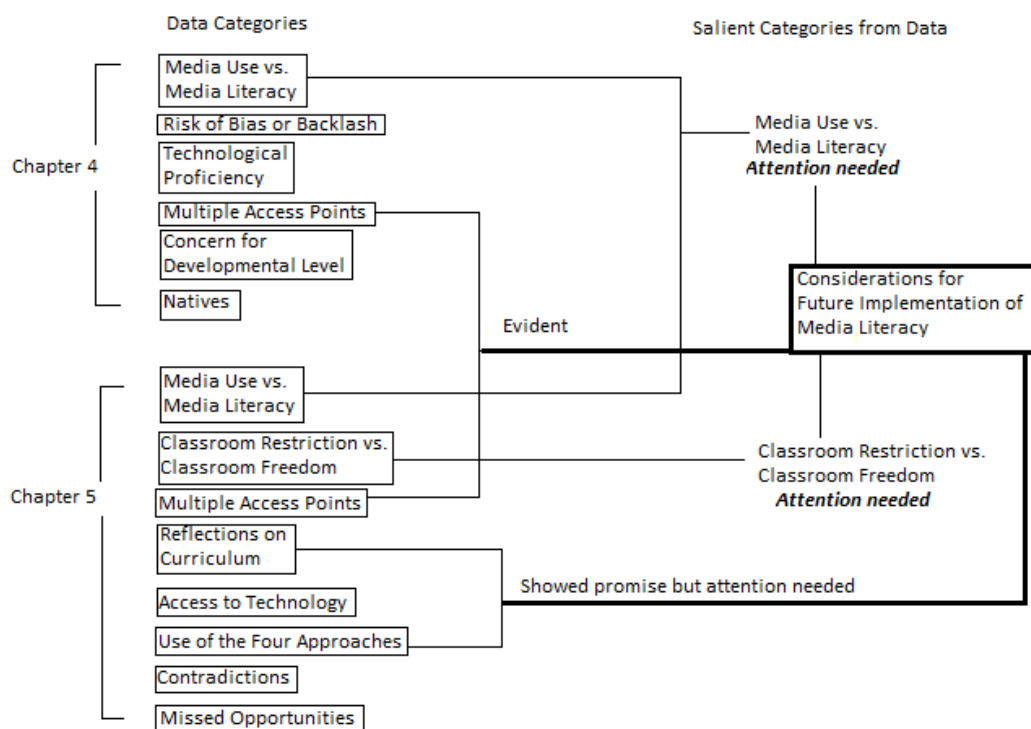 Data Categories
Salient Categories from Data
Chapter 4
Media Use vs.
Media Literacy
Risk of Bias or Backlash
Technological
Proficiency
Multiple Access Points
Concern for
Developmental Level
Natives
Media Use vs.
Media Literacy
Attention needed
Evident
Considerations for
Future Implementation of
Media Literacy
Chapter 5
Media Use vs.
Media Literacy
Classroom Restriction vs.
Classroom Freedom
Multiple Access Points
Reflections on
Curriculum
Access to Technology
Use of the Four Approaches
Contradictions
Missed Opportunities
Classroom Restriction vs.
Classroom Freedom
Attention needed
Showed promise but attention needed